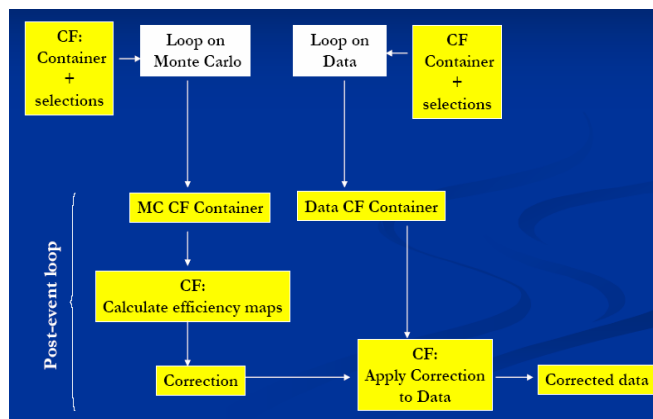 CF:
Container
+
selections
Loop on
Monte Carlo
Loop on
Data
CF
Container
+
selections
MC CF Container
Data CF Container
Post-event loop
CF:
Calculate efficiency maps
Correction
CF:
Apply Correction
to Data
Corrected data